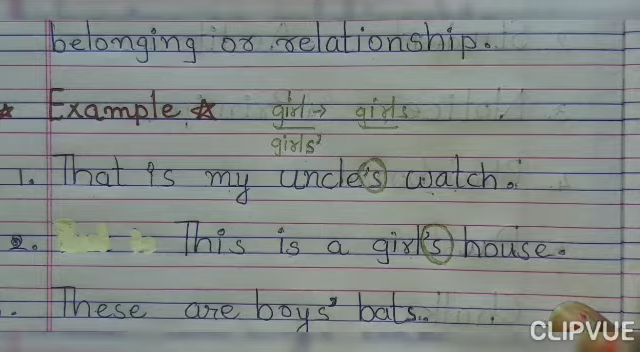 belonging or relationship.
★ Example ★ girl → girls
girls'
1. That is my uncle's watch.
2. This is a girl's house.
These are boys' bats.
CLIPVUE